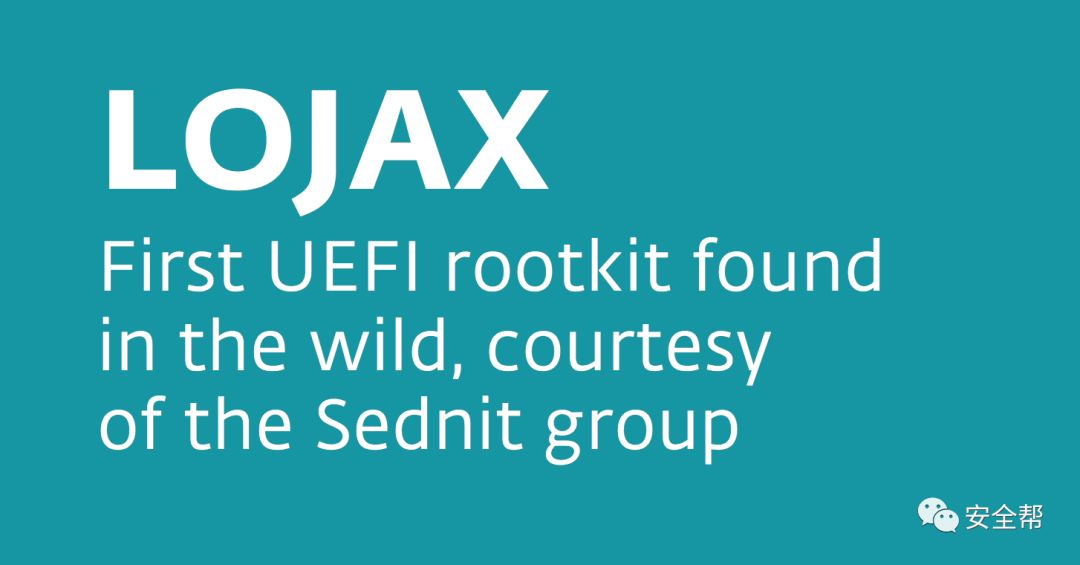 LOJAX
First UEFI rootkit found
in the wild, courtesy
of the Sednit group
安全帮